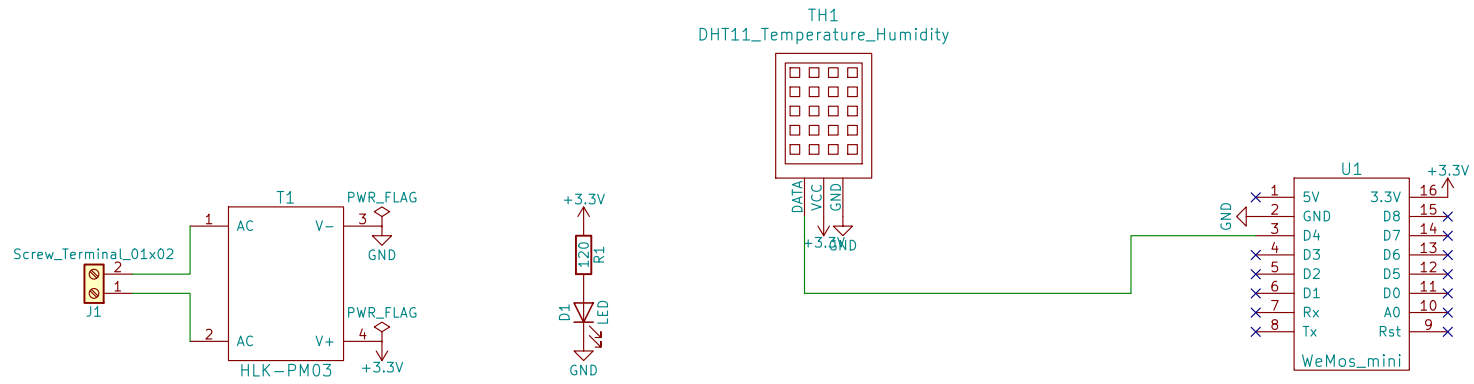 TH1
DHT11_Temperature_Humidity
DATA
VCC
GND
+3.3V
GND
T1
PWR_FLAG
1
AC
V-
3
GND
Screw_Terminal_01x02
2
1
J1
PWR_FLAG
2
AC
V+
4
+3.3V
HLK-PM03
+3.3V
120
R1
D1
LED
GND
U1
+3.3V
1
5V
3.3V
16
GND
2
GND
D8
15
3
D4
D7
14
4
D3
D6
13
5
D2
D5
12
6
D1
D0
11
7
Rx
A0
10
8
Tx
Rst
9
WeMos_mini